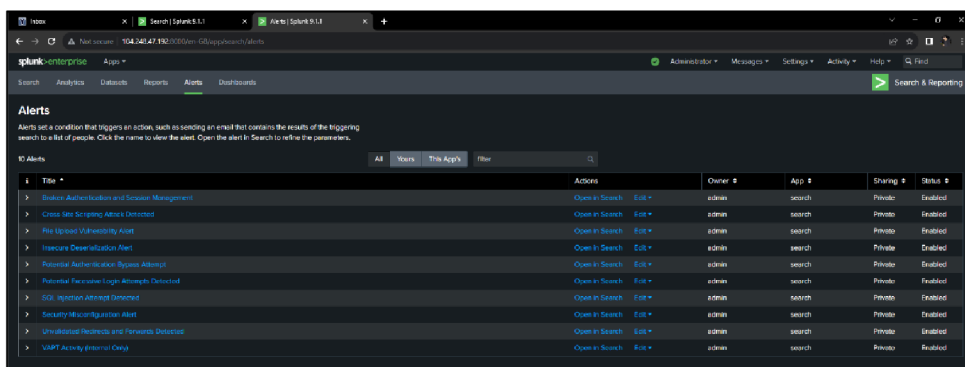 Inbox Search | Splunk 9.1.1 Alerts | Splunk 9.1.1
Not secure 104.248.47.192:8000/en-GB/app/search/alerts
splunk>enterprise Apps Administrator Messages Settings Activity Help Find
Search Analytics Datasets Reports Alerts Dashboards Search & Reporting
Alerts
Alerts set a condition that triggers an action, such as sending an email that contains the results of the triggering
search to a list of people. Click the name to view the alert. Open the alert in Search to refine the parameters.
10 Alerts All Yours This App's filter
i Title Actions Owner App Sharing Status
Broken Authentication and Session Management Open in Search Edit admin search Private Enabled
Cross Site Scripting Attack Detected Open in Search Edit admin search Private Enabled
File Upload Vulnerability Alert Open in Search Edit admin search Private Enabled
Insecure Deserialization Alert Open in Search Edit admin search Private Enabled
Potential Authentication Bypass Attempt Open in Search Edit admin search Private Enabled
Potential Excessive Login Attempts Detected Open in Search Edit admin search Private Enabled
SQL Injection Attempt Detected Open in Search Edit admin search Private Enabled
Security Misconfiguration Alert Open in Search Edit admin search Private Enabled
Unvalidated Redirects and Forwards Detected Open in Search Edit admin search Private Enabled
VAPT Activity (Internal Only) Open in Search Edit admin search Private Enabled